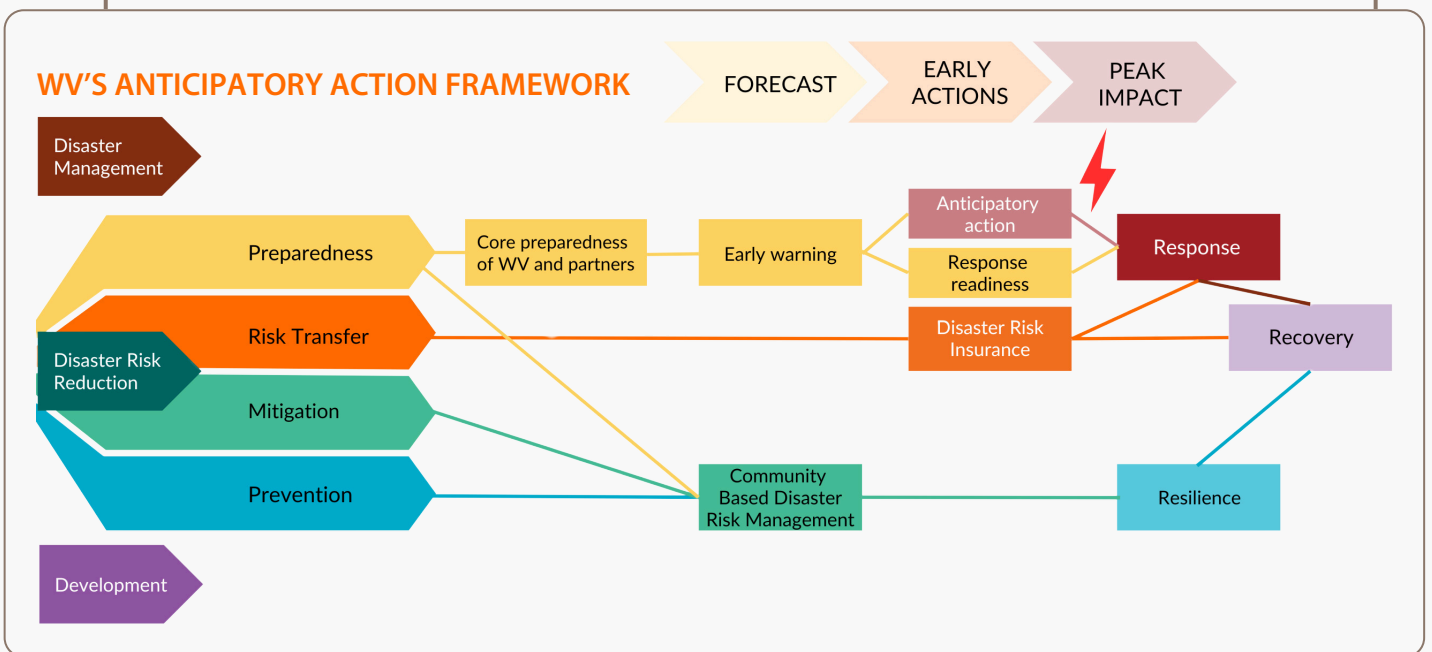 WV'S ANTICIPATORY ACTION FRAMEWORK
FORECAST
EARLY
ACTIONS
PEAK
IMPACT
Disaster
Management
Preparedness
Core preparedness
of WV and partners
Early warning
Anticipatory
action
Response
readiness
Response
Risk Transfer
Disaster Risk
Insurance
Recovery
Disaster Risk
Reduction
Mitigation
Prevention
Community
Based Disaster
Risk Management
Resilience
Development